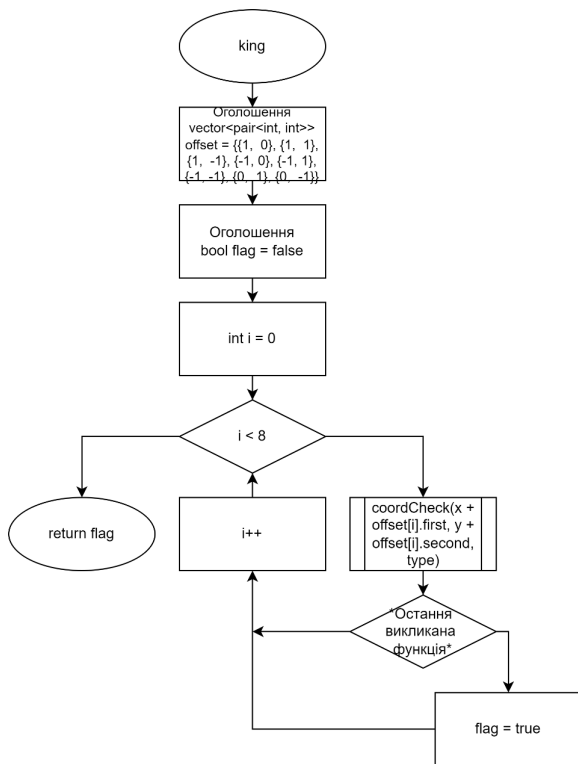 king
Оголошення
vector<pair<int, int>>
offset = {{1, 0}, {1, 1},
{1, -1}, {-1, 0}, {-1, 1},
{-1, -1}, {0, 1}, {0, -1}}
Оголошення
bool flag = false
int i = 0
i < 8
return flag
i++
coordCheck(x +
offset[i].first, y +
offset[i].second,
type)
*Остання
викликана
функція*
flag = true